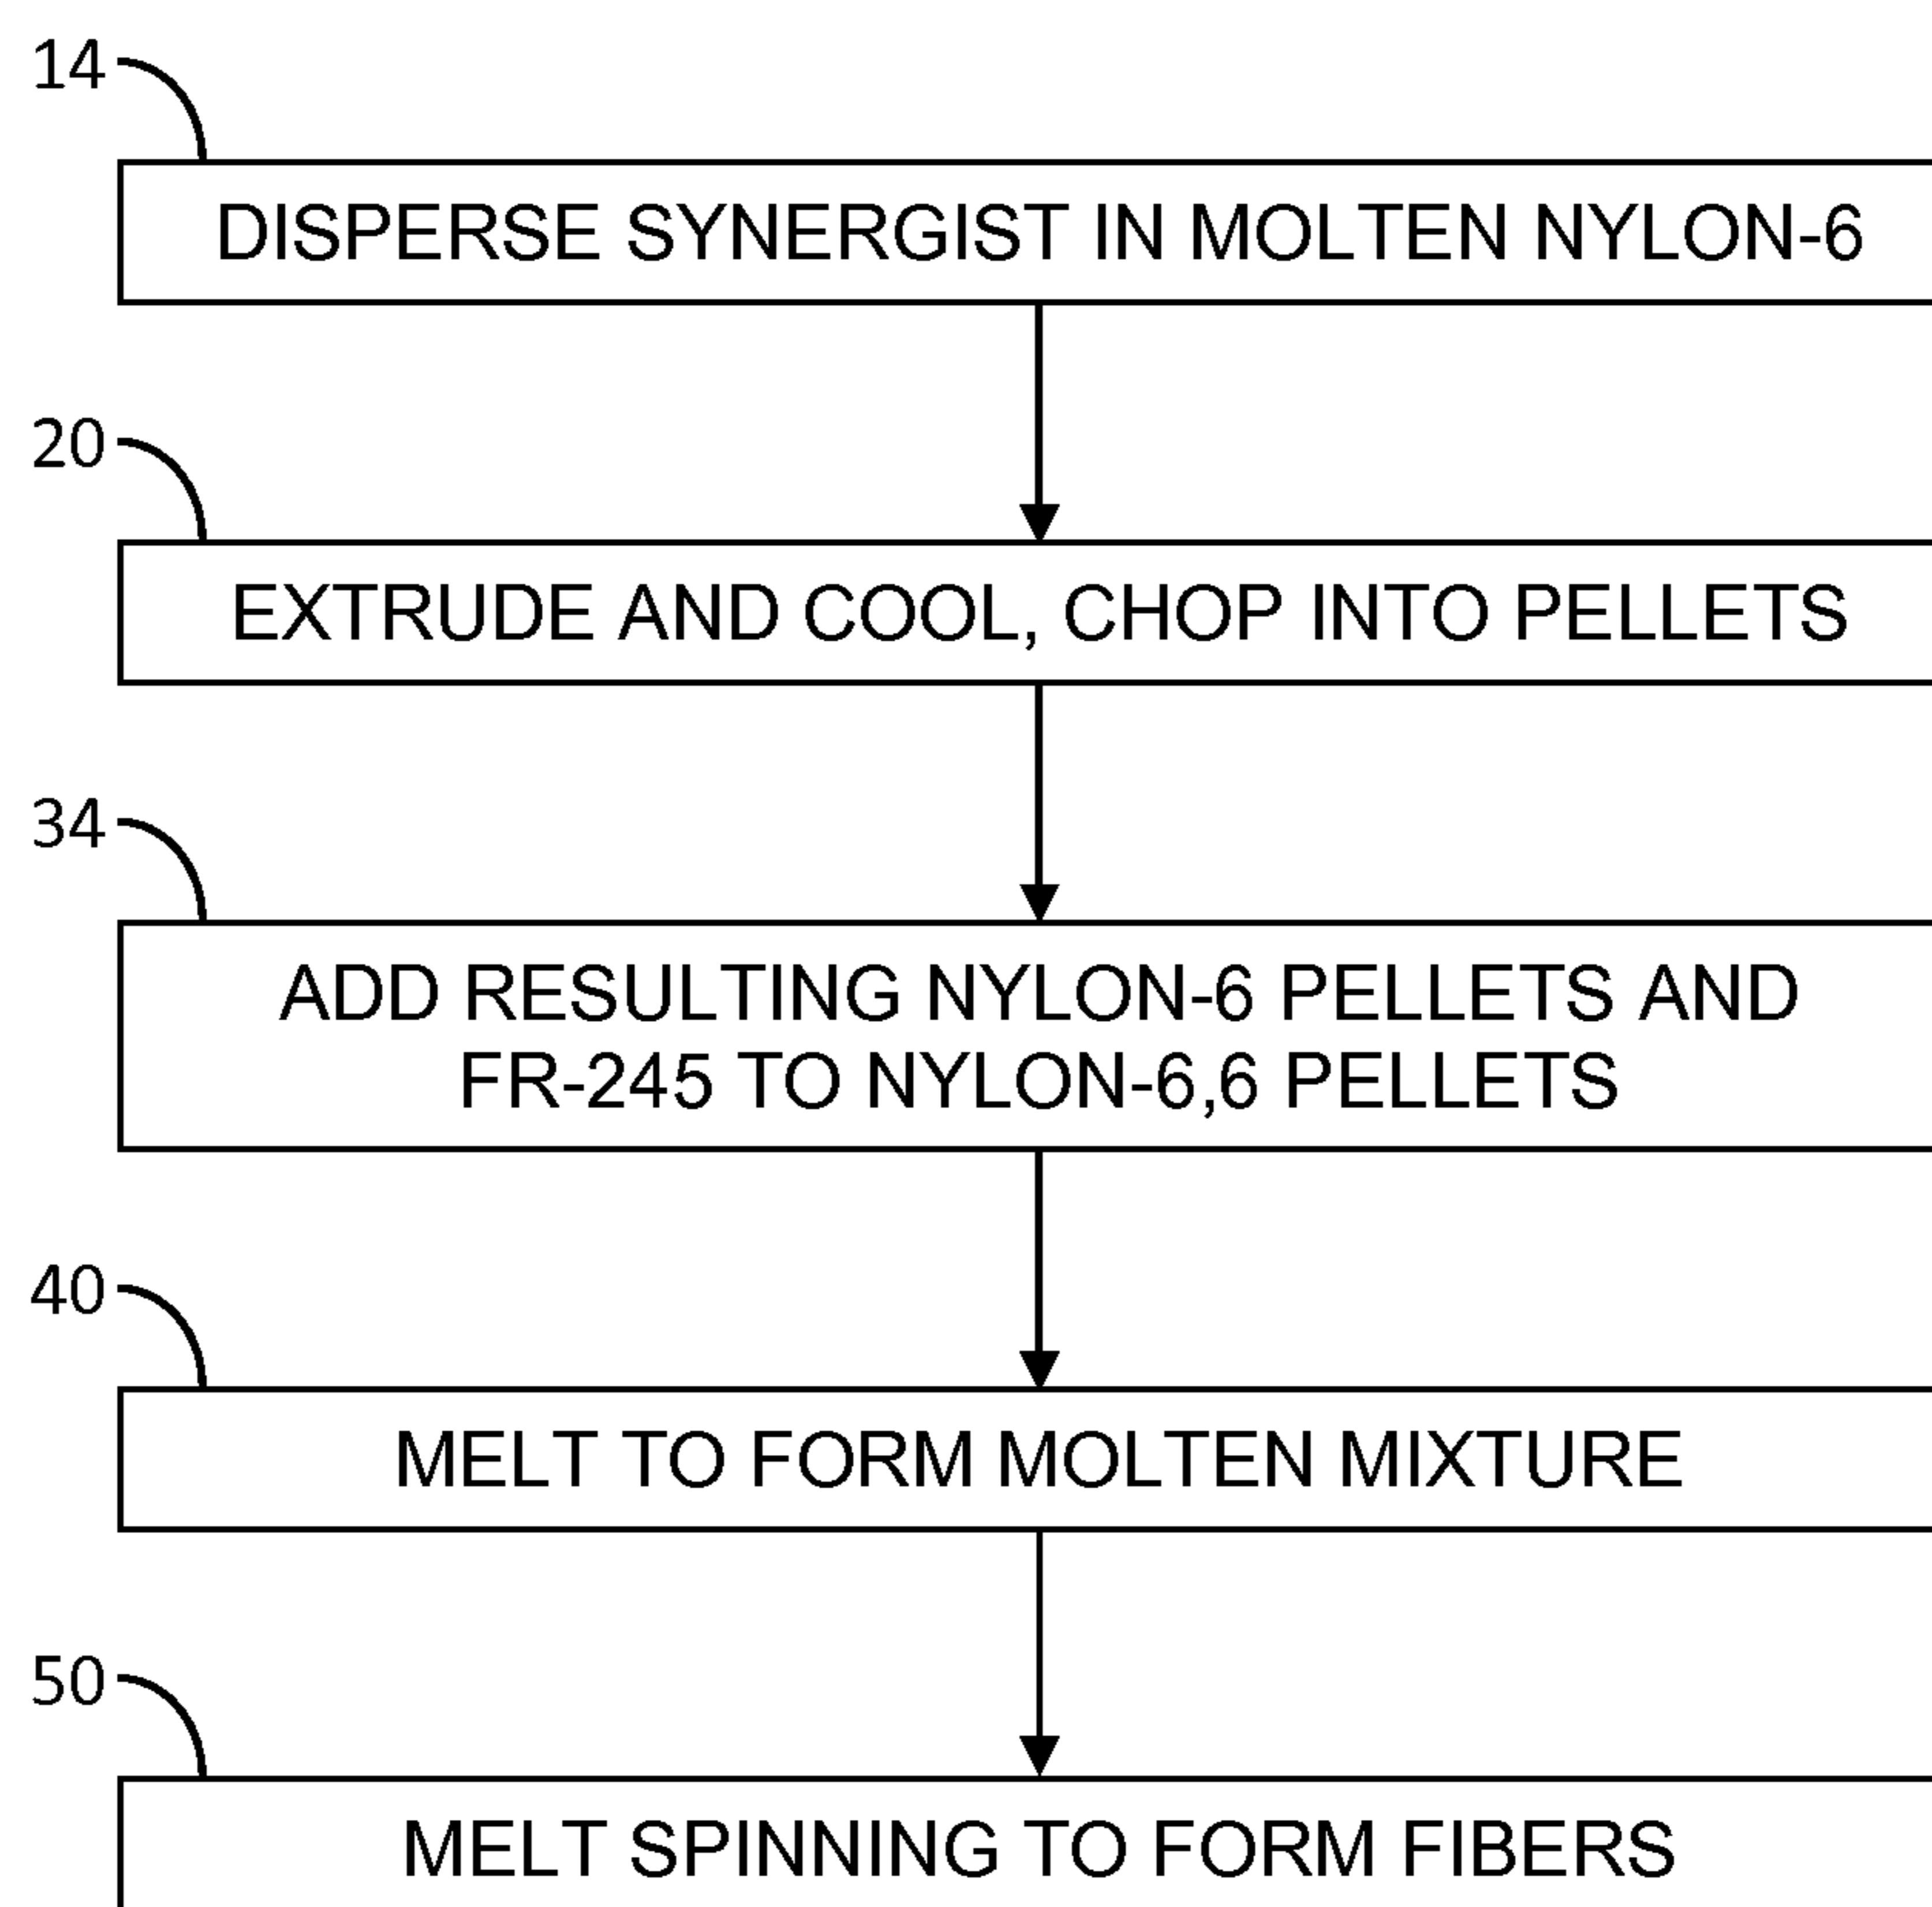 14
DISPERSE SYNERGIST IN MOLTEN NYLON-6
20
EXTRUDE AND COOL, CHOP INTO PELLETS
34
ADD RESULTING NYLON-6 PELLETS AND
FR-245 TO NYLON-6,6 PELLETS
40
MELT TO FORM MOLTEN MIXTURE
50
MELT SPINNING TO FORM FIBERS